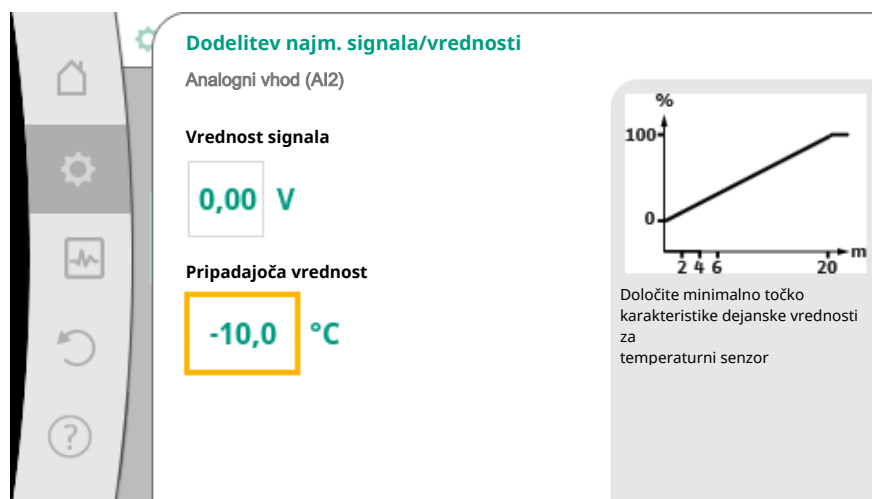 Dodelitev najm. signala/vrednosti
Analogni vhod (AI2)
Vrednost signala
0,00 V
Pripadajoča vrednost
-10,0 °C
%
100
0
2 4 6 20
m
Določite minimalno točko
karakteristike dejanske vrednosti
za
temperaturni senzor
?